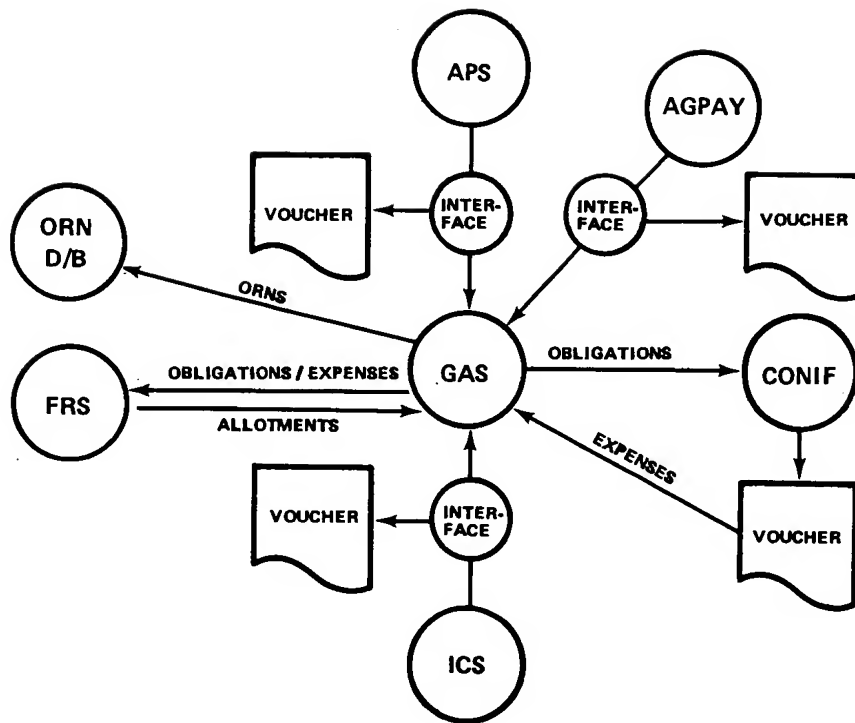 APS
AGPAY
VOUCHER
INTER-
FACE
INTER-
FACE
VOUCHER
ORN
D/B
ORNS
OBLIGATIONS / EXPENSES
GAS
OBLIGATIONS
CONIF
FRS
ALLOTMENTS
EXPENSES
VOUCHER
INTER-
FACE
VOUCHER
ICS